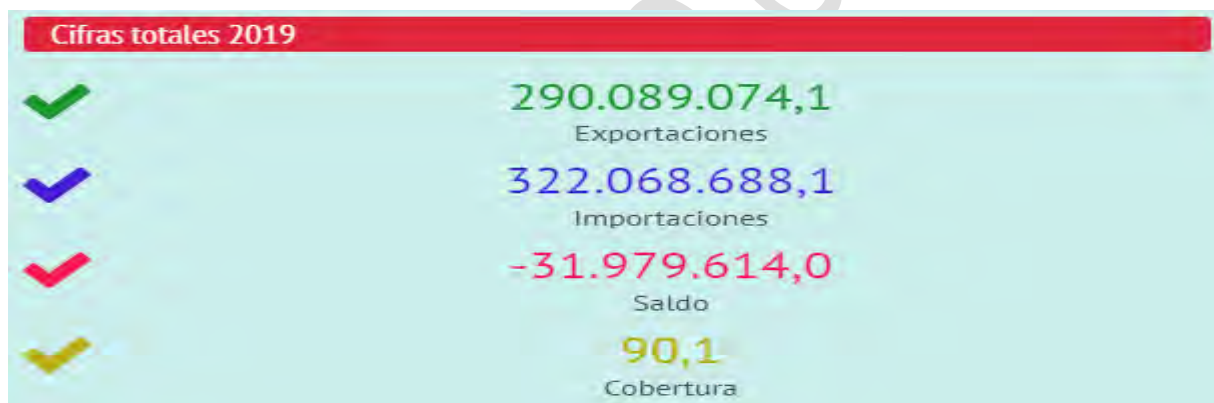 Cifras totales 2019
290.089.074,1
Exportaciones
322.068.688,1
Importaciones
-31.979.614,0
Saldo
90,1
Cobertura